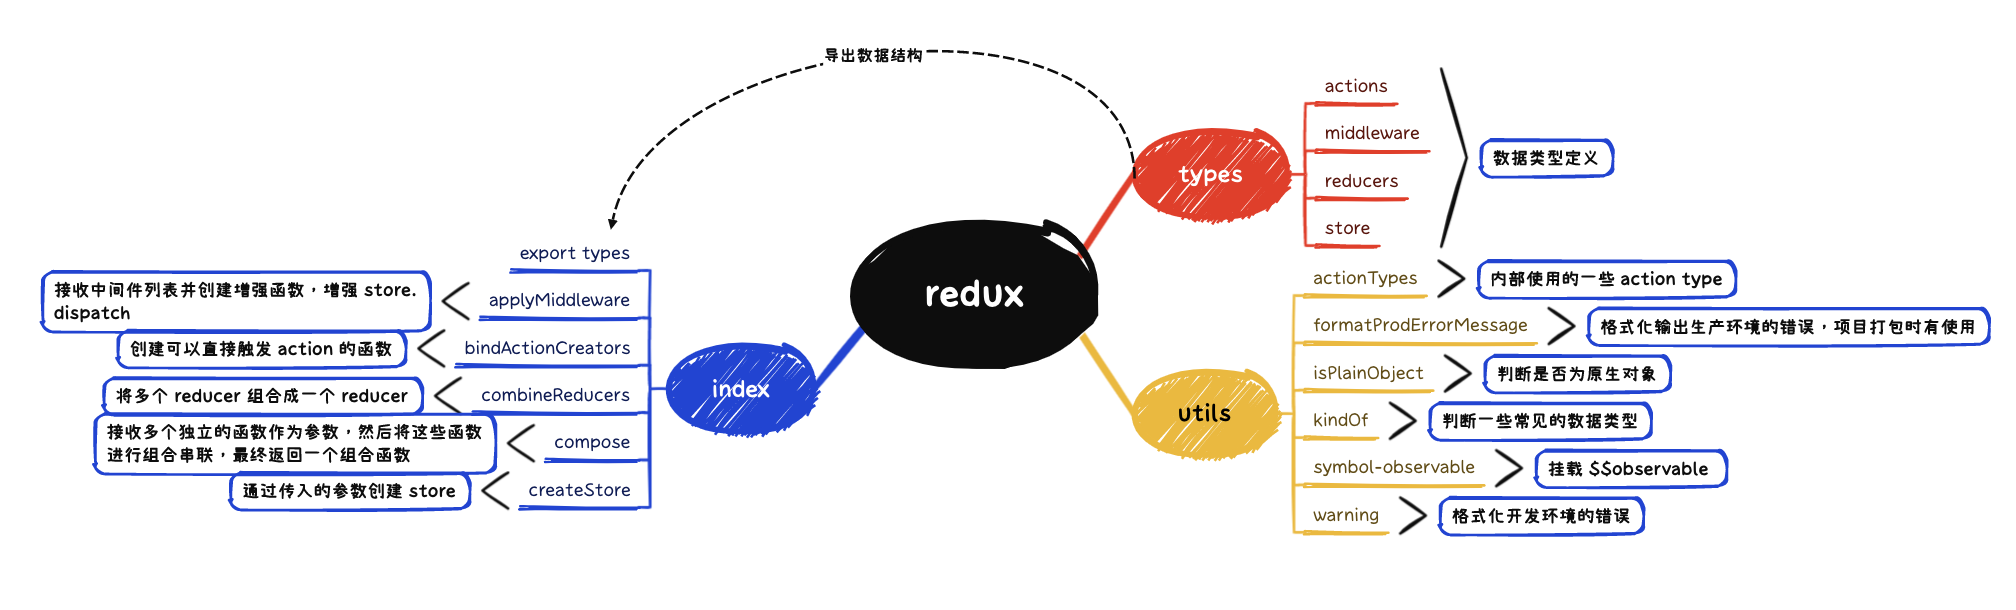 导出数据结构
redux
types
actions
middleware
reducers
store
数据类型定义
utils
actionTypes
内部使用的一些 action type
formatProdErrorMessage
格式化输出生产环境的错误，项目打包时有使用
isPlainObject
判断是否为原生对象
kindOf
判断一些常见的数据类型
symbol-observable
挂载 $$observable
warning
格式化开发环境的错误
index
export types
applyMiddleware
接收中间件列表并创建增强函数，增强 store.
dispatch
bindActionCreators
创建可以直接触发 action 的函数
combineReducers
将多个 reducer 组合成一个 reducer
compose
接收多个独立的函数作为参数，然后将这些函数
进行组合串联，最终返回一个组合函数
createStore
通过传入的参数创建 store